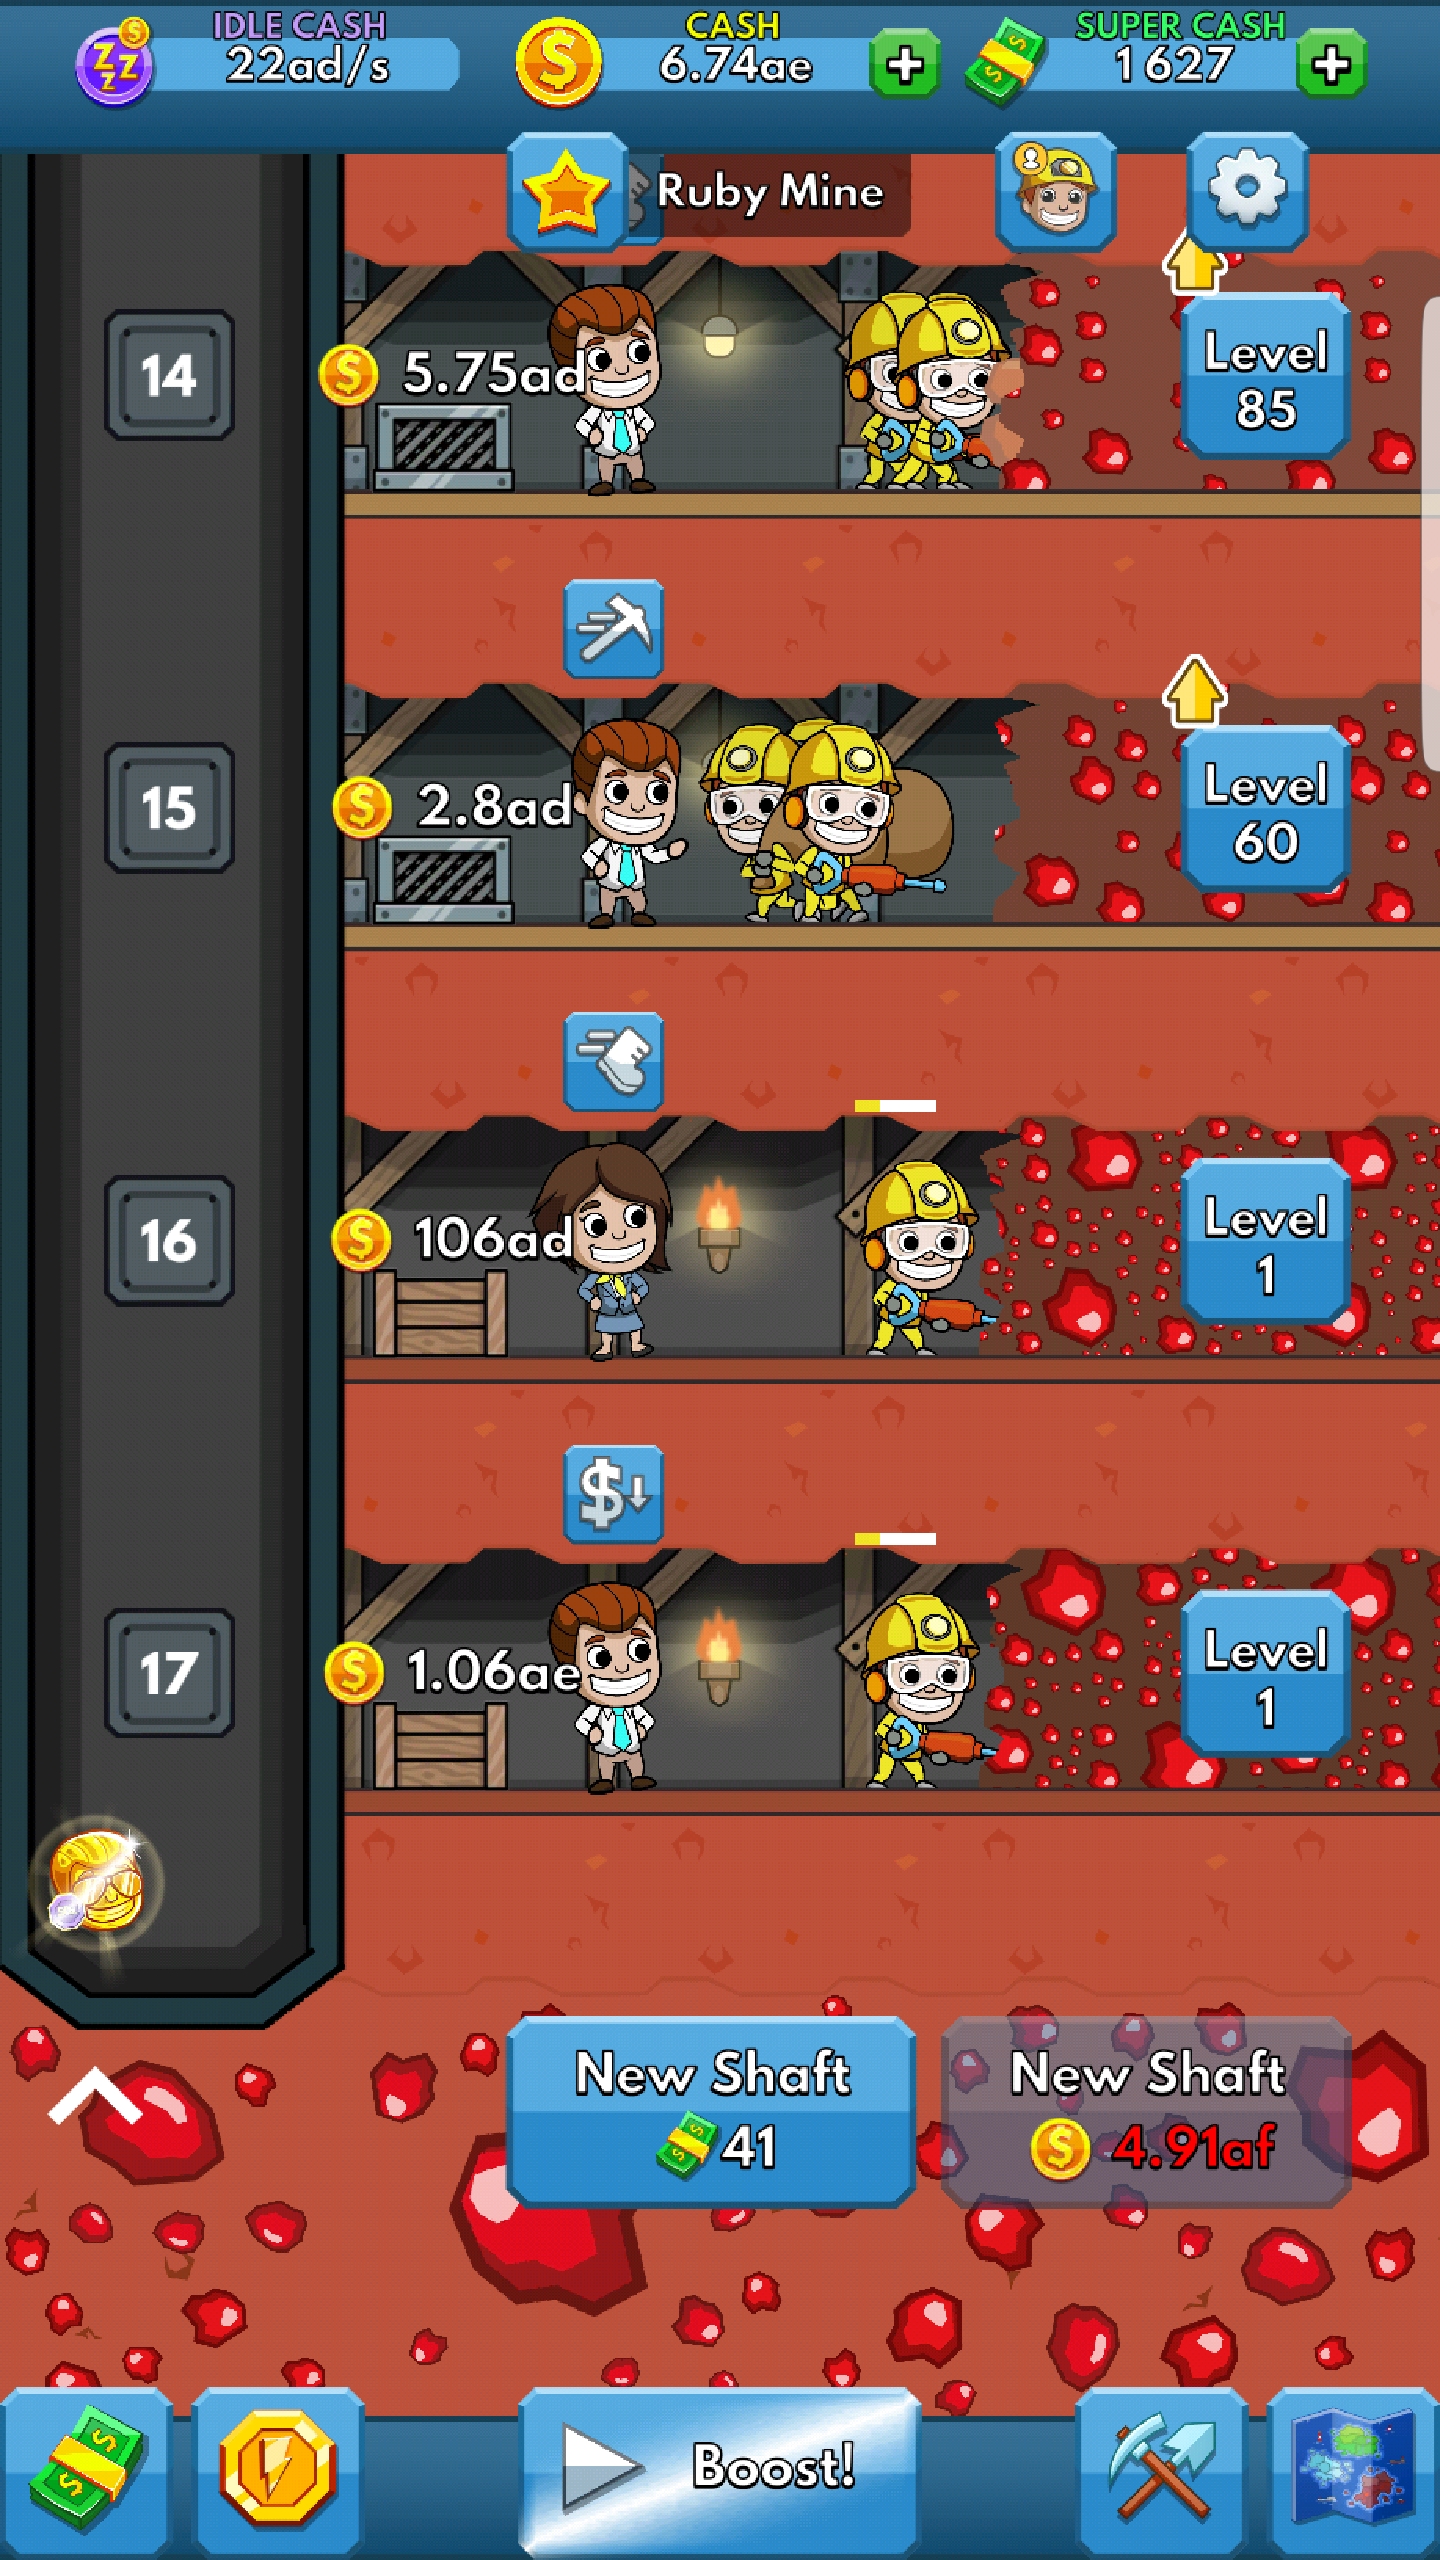 IDLE CASH
22ad/s
CASH
6.74ae
SUPER CASH
1627
Ruby Mine
14
5.75ad
Level
85
15
2.8ad
Level
60
16
106ad
Level
1
17
1.06ae
Level
1
New Shaft
41
New Shaft
4.91af
Boost!